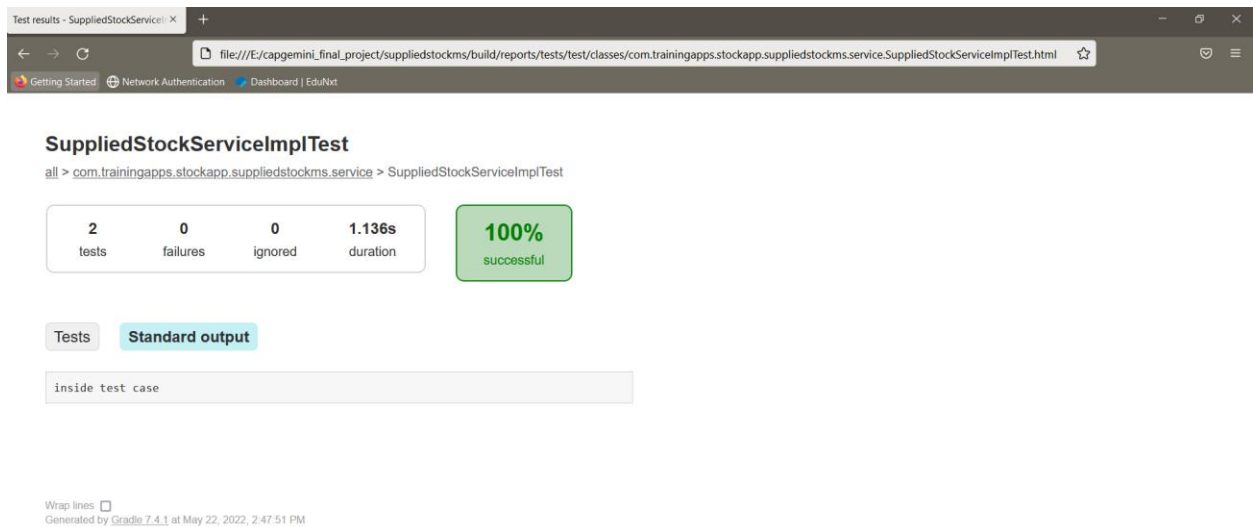 Test results - SuppliedStockServiceI
file:///E:/capgemini_final_project/suppliedstockms/build/reports/tests/test/classes/com.trainingapps.stockapp.suppliedstockms.service.SuppliedStockServiceImplTest.html
Getting Started Network Authentication Dashboard | EduNxt
SuppliedStockServiceImplTest
all > com.trainingapps.stockapp.suppliedstockms.service > SuppliedStockServiceImplTest
2 0 0 1.136s
tests failures ignored duration
100%
successful
Tests Standard output
inside test case
Wrap lines
Generated by Gradle 7.4.1 at May 22, 2022, 2:47:51 PM